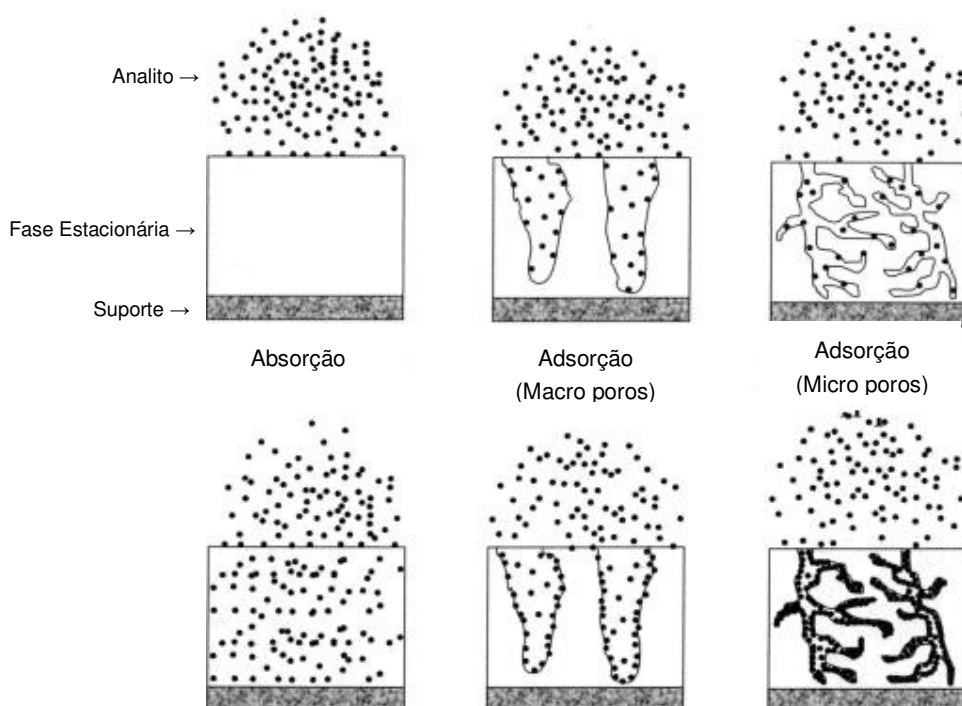 Analito →
Fase Estacionária →
Suporte →
Absorção
Adsorção
(Macro poros)
Adsorção
(Micro poros)